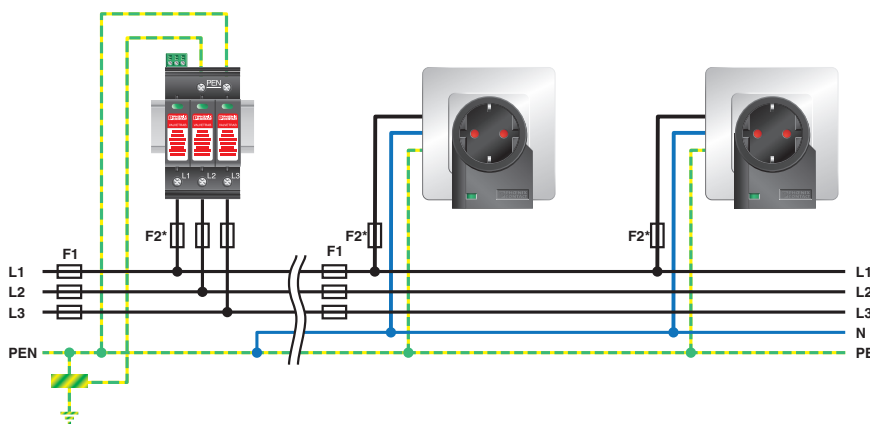 PEN
L1 L2 L3
F2* F2* F2*
F1 F1
L1 L1
L2 L2
L3 L3
N
PEN PE